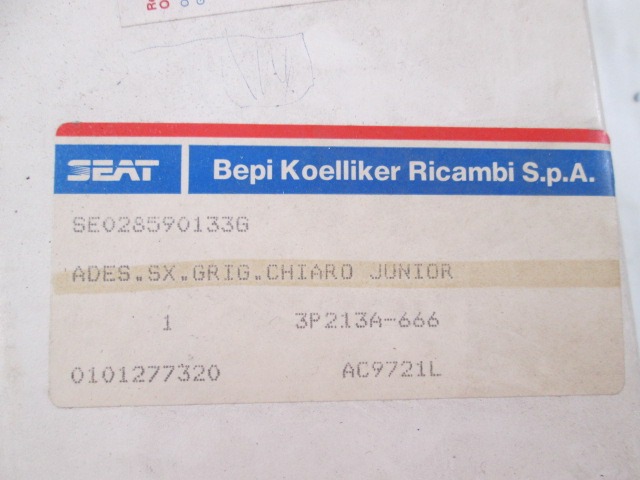 SEAT Bepi Koelliker Ricambi S.p.A.
SE028590133G
ADES.SX.GRIG.CHIARO JUNIOR
1 3P213A-666
0101277320 AC9721L